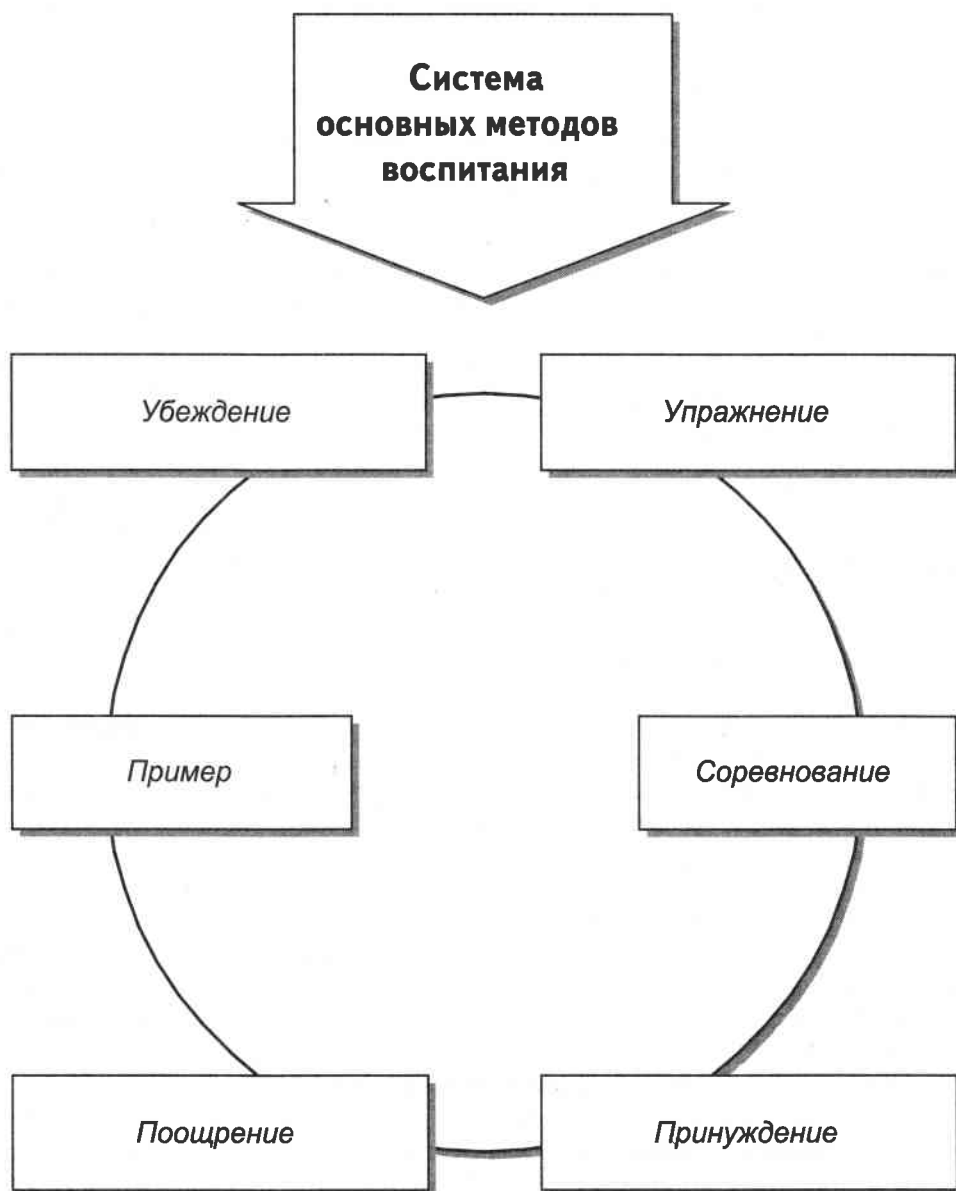 Система
основных методов
воспитания
Убеждение
Упражнение
Пример
Соревнование
Поощрение
Принуждение